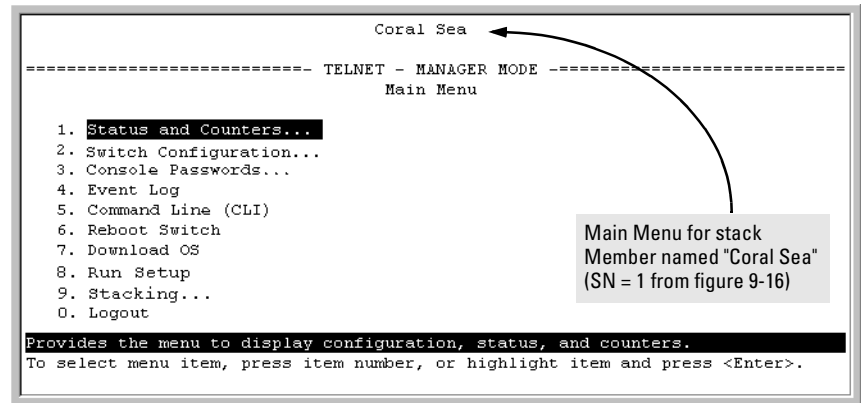 Coral Sea
===========================- TELNET - MANAGER MODE -============================
Main Menu
1. Status and Counters...
2. Switch Configuration...
3. Console Passwords...
4. Event Log
5. Command Line (CLI)
6. Reboot Switch
7. Download OS
8. Run Setup
9. Stacking...
0. Logout
Main Menu for stack
Member named "Coral Sea"
(SN = 1 from figure 9-16)
Provides the menu to display configuration, status, and counters.
To select menu item, press item number, or highlight item and press <Enter>.